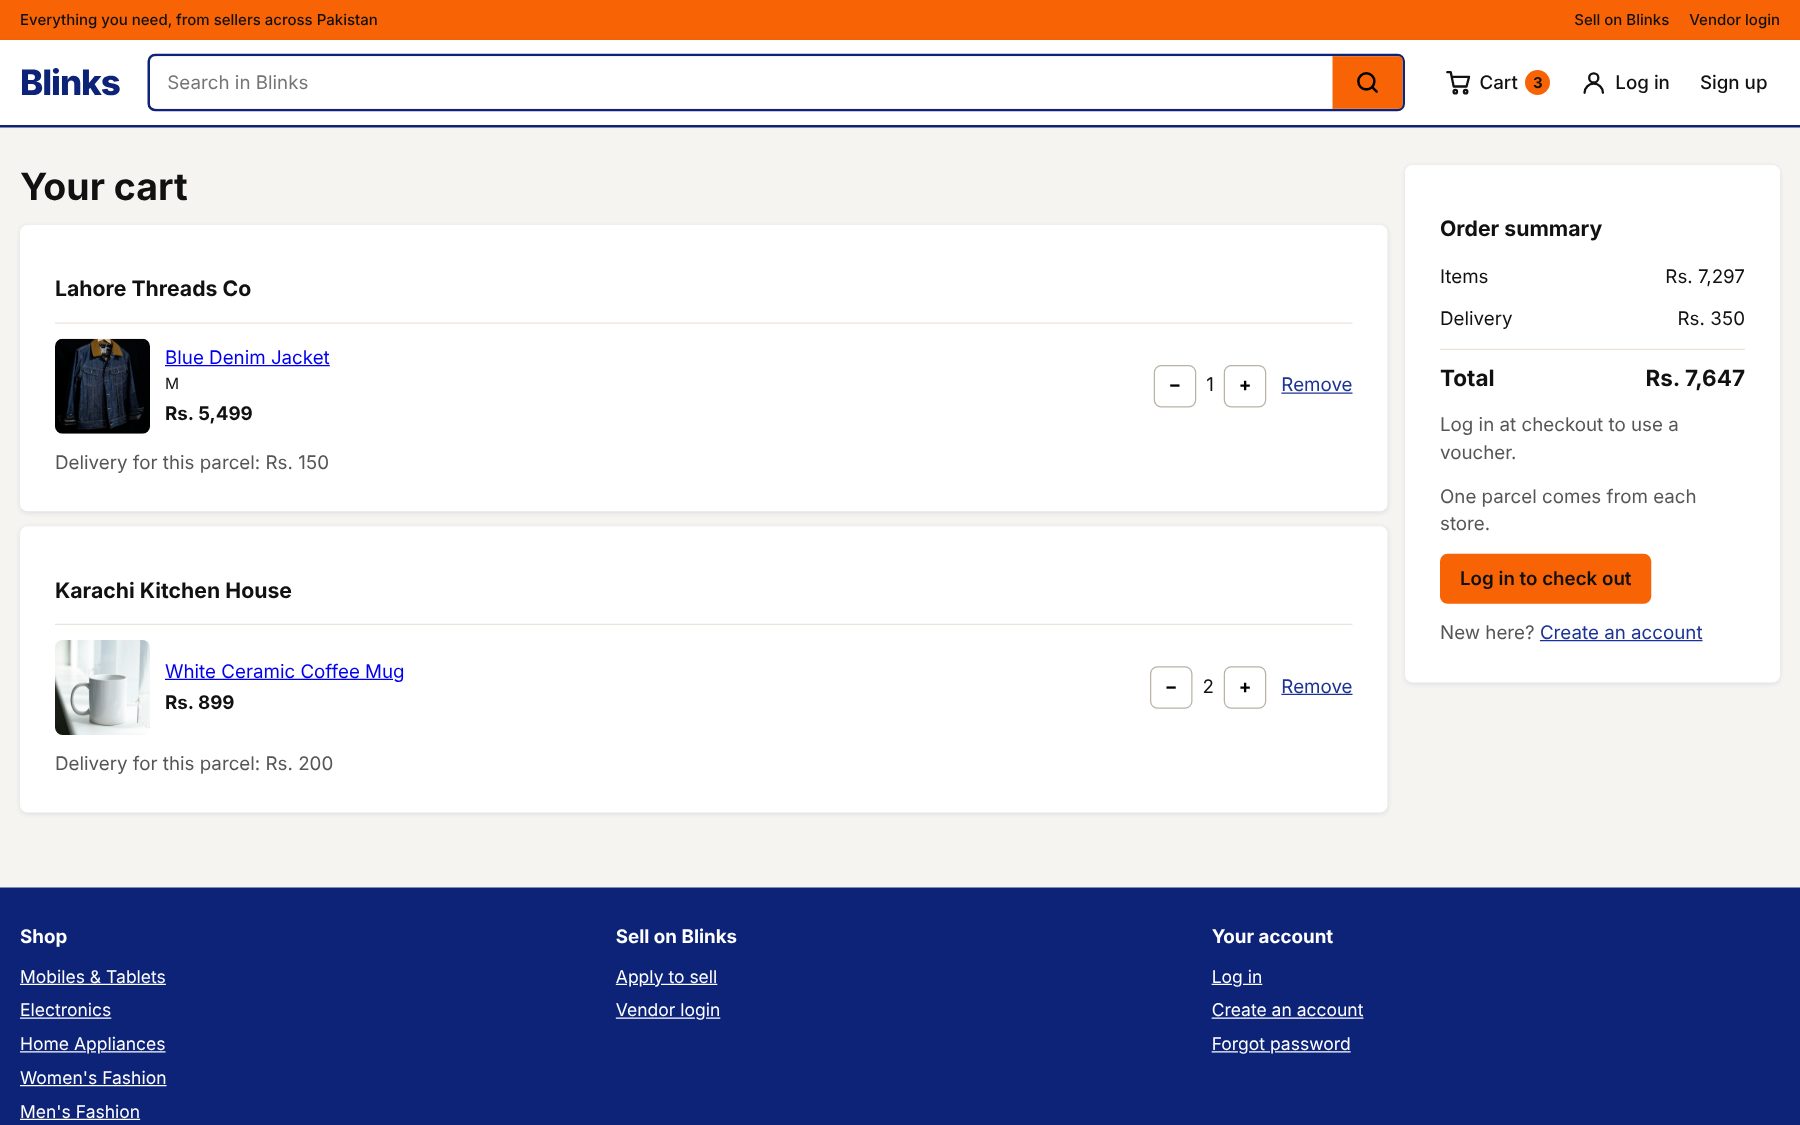 Everything you need, from sellers across Pakistan
Sell on Blinks
Vendor login
Blinks
Search in Blinks
Cart 3
Log in
Sign up
Your cart
Lahore Threads Co
Blue Denim Jacket
M
Rs. 5,499
− 1 +
Remove
Delivery for this parcel: Rs. 150
Karachi Kitchen House
White Ceramic Coffee Mug
Rs. 899
− 2 +
Remove
Delivery for this parcel: Rs. 200
Order summary
Items Rs. 7,297
Delivery Rs. 350
Total Rs. 7,647
Log in at checkout to use a
voucher.
One parcel comes from each
store.
Log in to check out
New here? Create an account
Shop
Mobiles & Tablets
Electronics
Home Appliances
Women's Fashion
Men's Fashion
Sell on Blinks
Apply to sell
Vendor login
Your account
Log in
Create an account
Forgot password